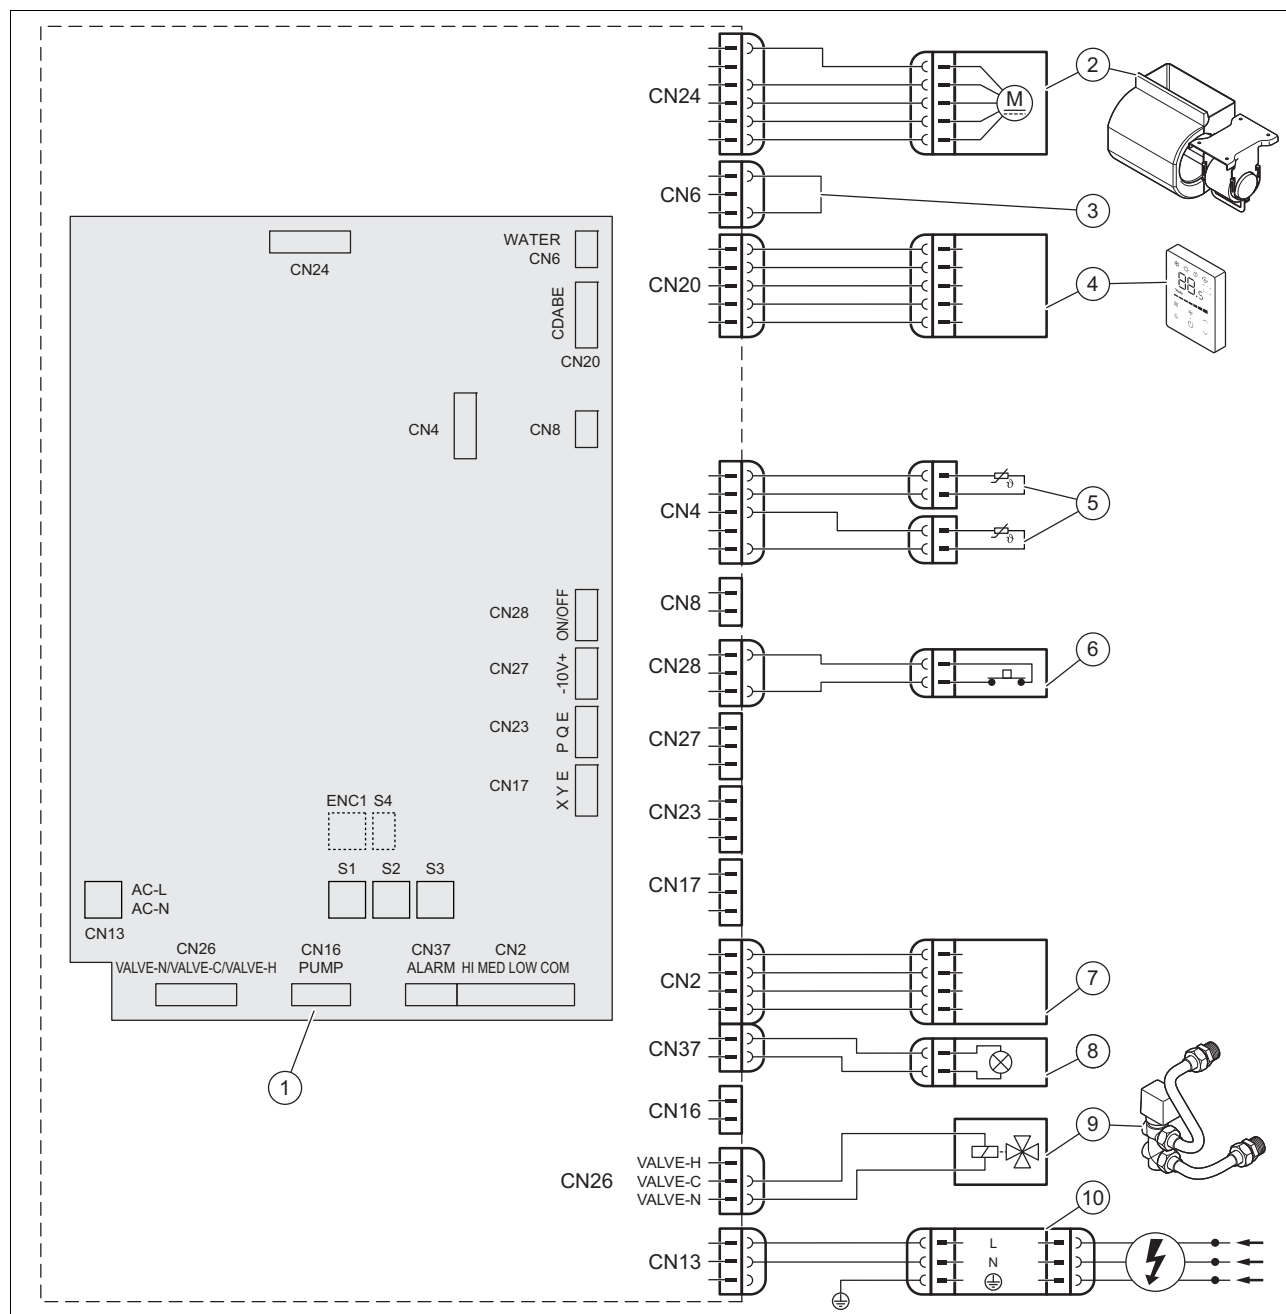 CN24
M
2
CN6
3
CN20
4
88.5
CN24
WATER
CN6
CDABE
CN20
CN4
CN8
CN4
ϑ
ϑ
5
CN8
CN28
ON/OFF
CN28
6
CN27
-10V+
CN27
CN23
P Q E
CN23
CN17
X Y E
CN17
ENC1 S4
S1 S2 S3
AC-L
AC-N
CN13
CN26
VALVE-N/VALVE-C/VALVE-H
CN16
PUMP
CN37
ALARM
CN2
HI MED LOW COM
1
CN2
7
CN37
8
CN16
CN26
VALVE-H
VALVE-C
VALVE-N
9
10
CN13
L
N